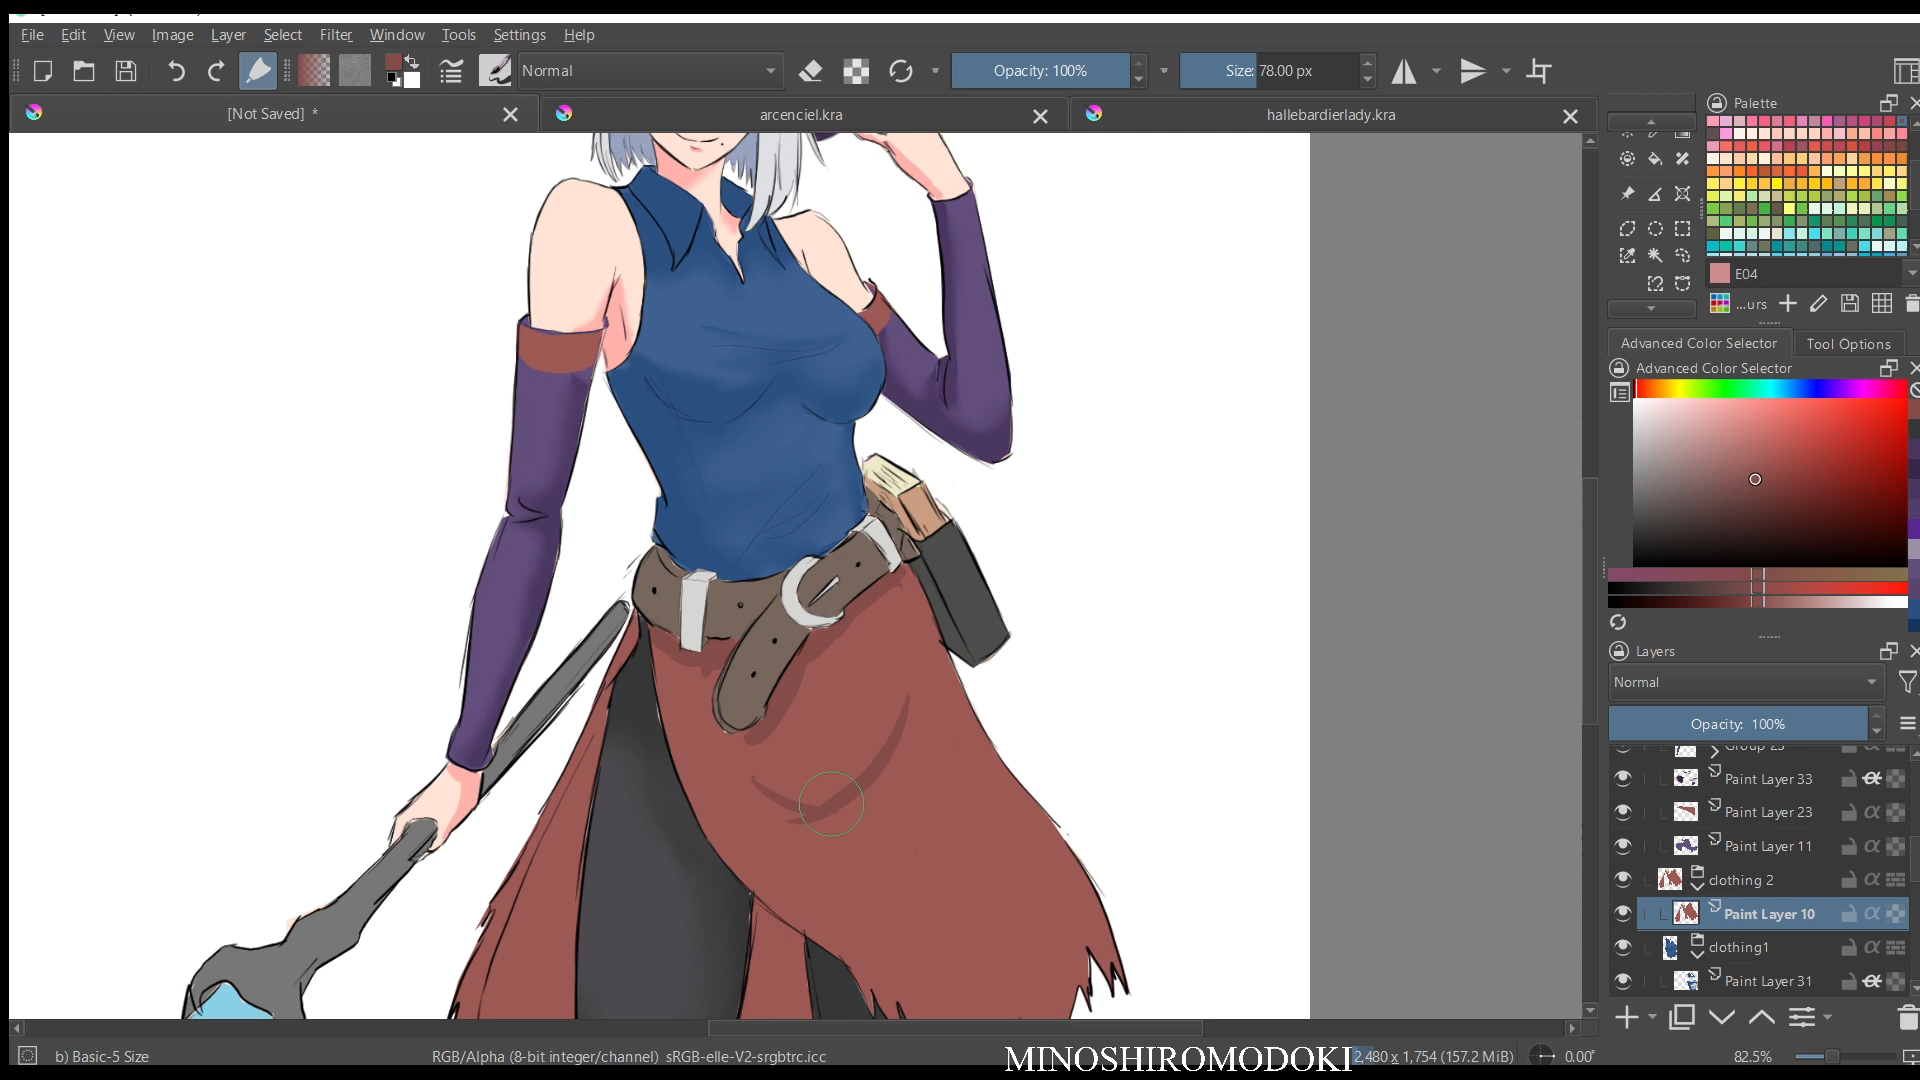 File Edit View Image Layer Select Filter Window Tools Settings Help
Normal Opacity: 100% Size: 78.00 px
[Not Saved] * arcenciel.kra hallebardierlady.kra
Palette
E04
...urs
Advanced Color Selector Tool Options
Advanced Color Selector
Layers
Normal
Opacity: 100%
Group 23
Paint Layer 33
Paint Layer 23
Paint Layer 11
clothing 2
Paint Layer 10
clothing1
Paint Layer 31
b) Basic-5 Size RGB/Alpha (8-bit integer/channel) sRGB-elle-V2-srgbtrc.icc MINOSHIROMODOKI 2,480 x 1,754 (157.2 MiB) 0.00° 82.5%